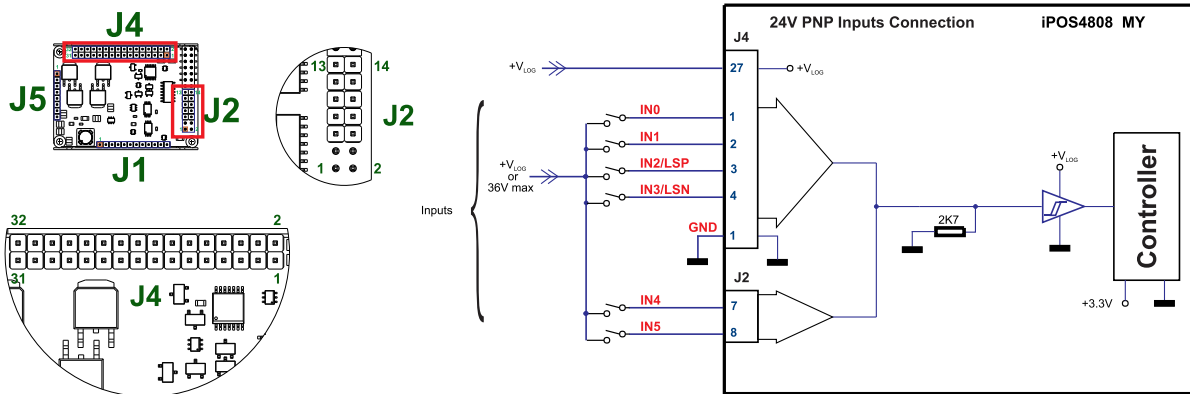 J4
J5
J2
J1
13
14
J2
1
2
32
2
31
J4
1
24V PNP Inputs Connection
iPOS4808 MY
J4
+VLOG
27
+VLOG
Inputs
IN0
1
IN1
2
IN2/LSP
3
+VLOG
or
36V max
IN3/LSN
4
GND
1
J2
IN4
7
IN5
8
2K7
+VLOG
Controller
+3.3V